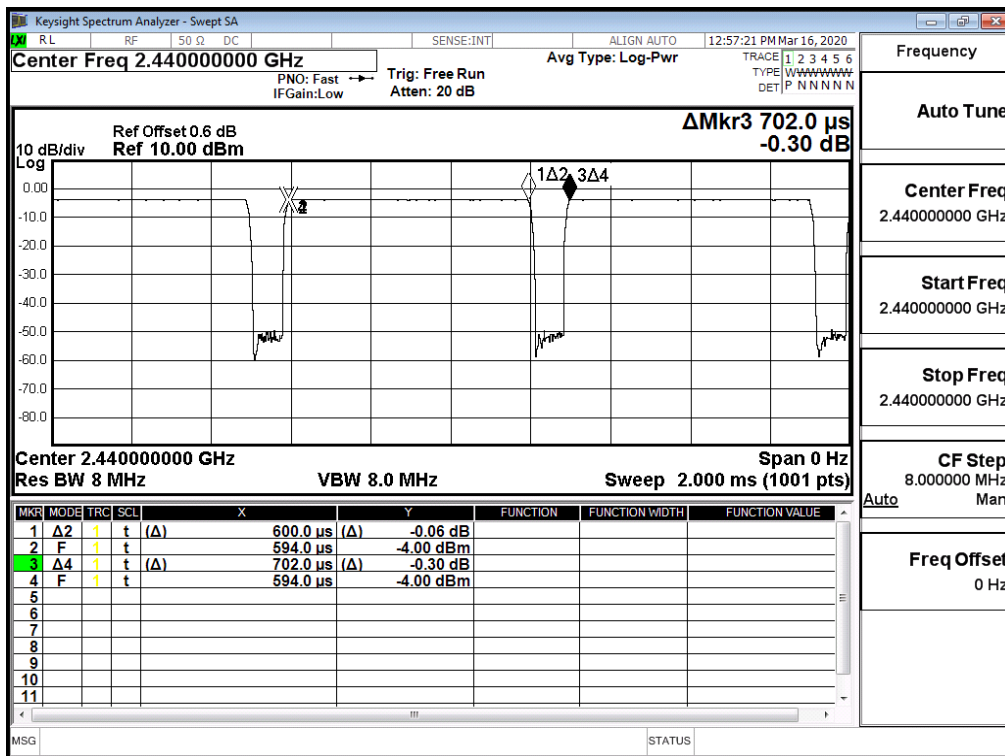 Keysight Spectrum Analyzer - Swept SA
LXI RL RF 50 Ω DC SENSE:INT ALIGN AUTO 12:57:21 PM Mar 16, 2020
Center Freq 2.440000000 GHz
PNO: Fast
IFGain:Low
Trig: Free Run
Atten: 20 dB
Avg Type: Log-Pwr
TRACE 1 2 3 4 5 6
TYPE WWWWWW
DET P N N N N N
ΔMkr3 702.0 µs
-0.30 dB
Ref Offset 0.6 dB
10 dB/div Ref 10.00 dBm
Log
1Δ2 3Δ4
0.00
-10.0
-20.0
-30.0
-40.0
-50.0
-60.0
-70.0
-80.0
Center 2.440000000 GHz Span 0 Hz
Res BW 8 MHz VBW 8.0 MHz Sweep 2.000 ms (1001 pts)
MKR MODE TRC SCL X Y FUNCTION FUNCTION WIDTH FUNCTION VALUE
1 Δ2 1 t (Δ) 600.0 µs (Δ) -0.06 dB
2 F 1 t 594.0 µs -4.00 dBm
3 Δ4 1 t (Δ) 702.0 µs (Δ) -0.30 dB
4 F 1 t 594.0 µs -4.00 dBm
5
6
7
8
9
10
11
MSG STATUS
Frequency
Auto Tune
Center Freq
2.440000000 GHz
Start Freq
2.440000000 GHz
Stop Freq
2.440000000 GHz
CF Step
8.000000 MHz
Auto Man
Freq Offset
0 Hz